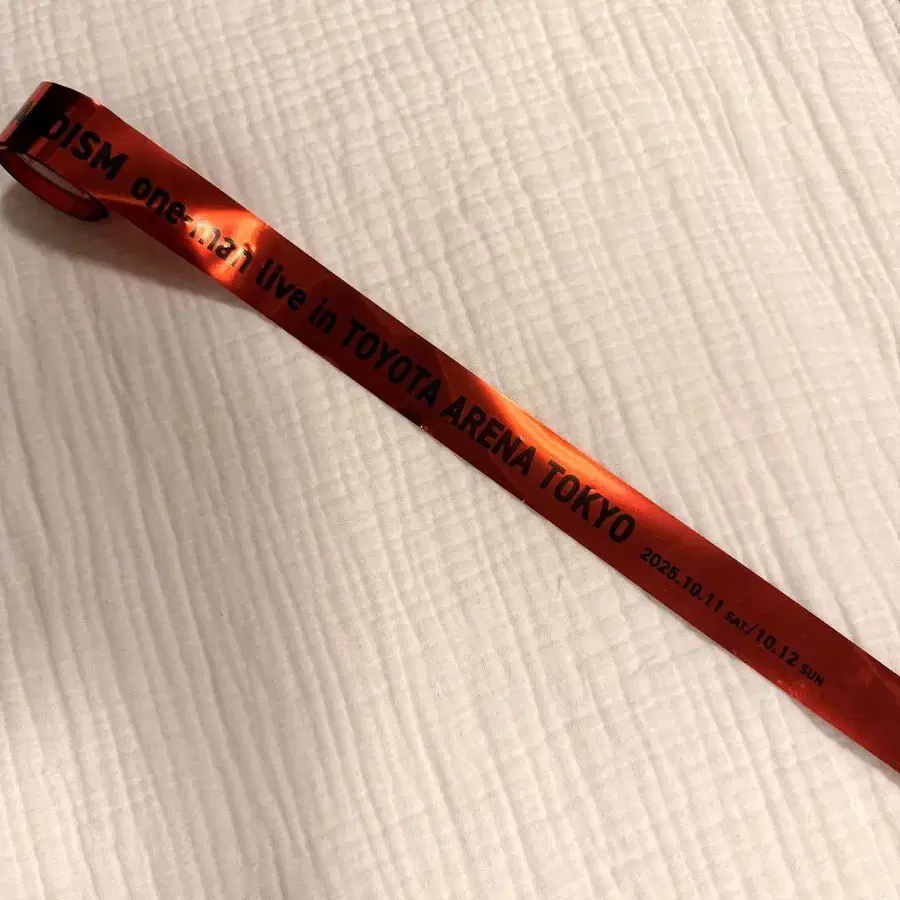 DISM one-man live in TOYOTA ARENA TOKYO 2025.10.11 SAT/10.12 SUN